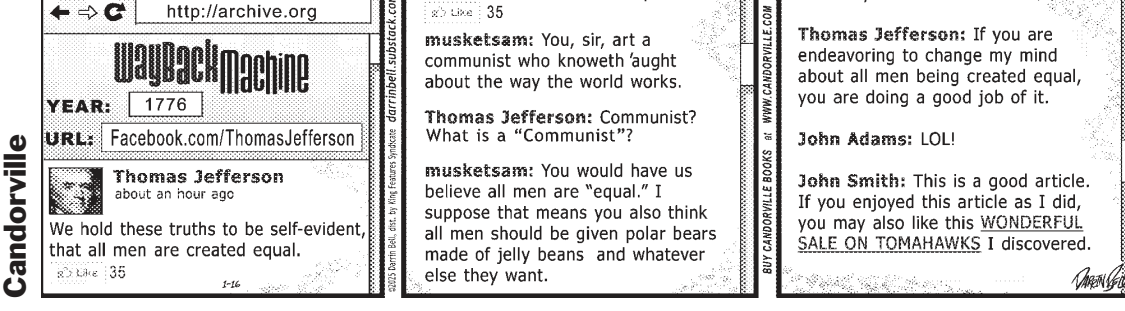 Candorville
http://archive.org
WayBack Machine
YEAR: 1776
URL: Facebook.com/ThomasJefferson
Thomas Jefferson
about an hour ago
We hold these truths to be self-evident,
that all men are created equal.
Like 35
1-16
©2025 Darrin Bell, dist. by King Features Syndicate darrinbell.substack.com
Like 35
musketsam: You, sir, art a
communist who knoweth 'aught
about the way the world works.
Thomas Jefferson: Communist?
What is a “Communist”?
musketsam: You would have us
believe all men are “equal.” I
suppose that means you also think
all men should be given polar bears
made of jelly beans and whatever
else they want.
BUY CANDORVILLE BOOKS at WWW.CANDORVILLE.COM
Thomas Jefferson: If you are
endeavoring to change my mind
about all men being created equal,
you are doing a good job of it.
John Adams: LOL!
John Smith: This is a good article.
If you enjoyed this article as I did,
you may also like this WONDERFUL
SALE ON TOMAHAWKS I discovered.